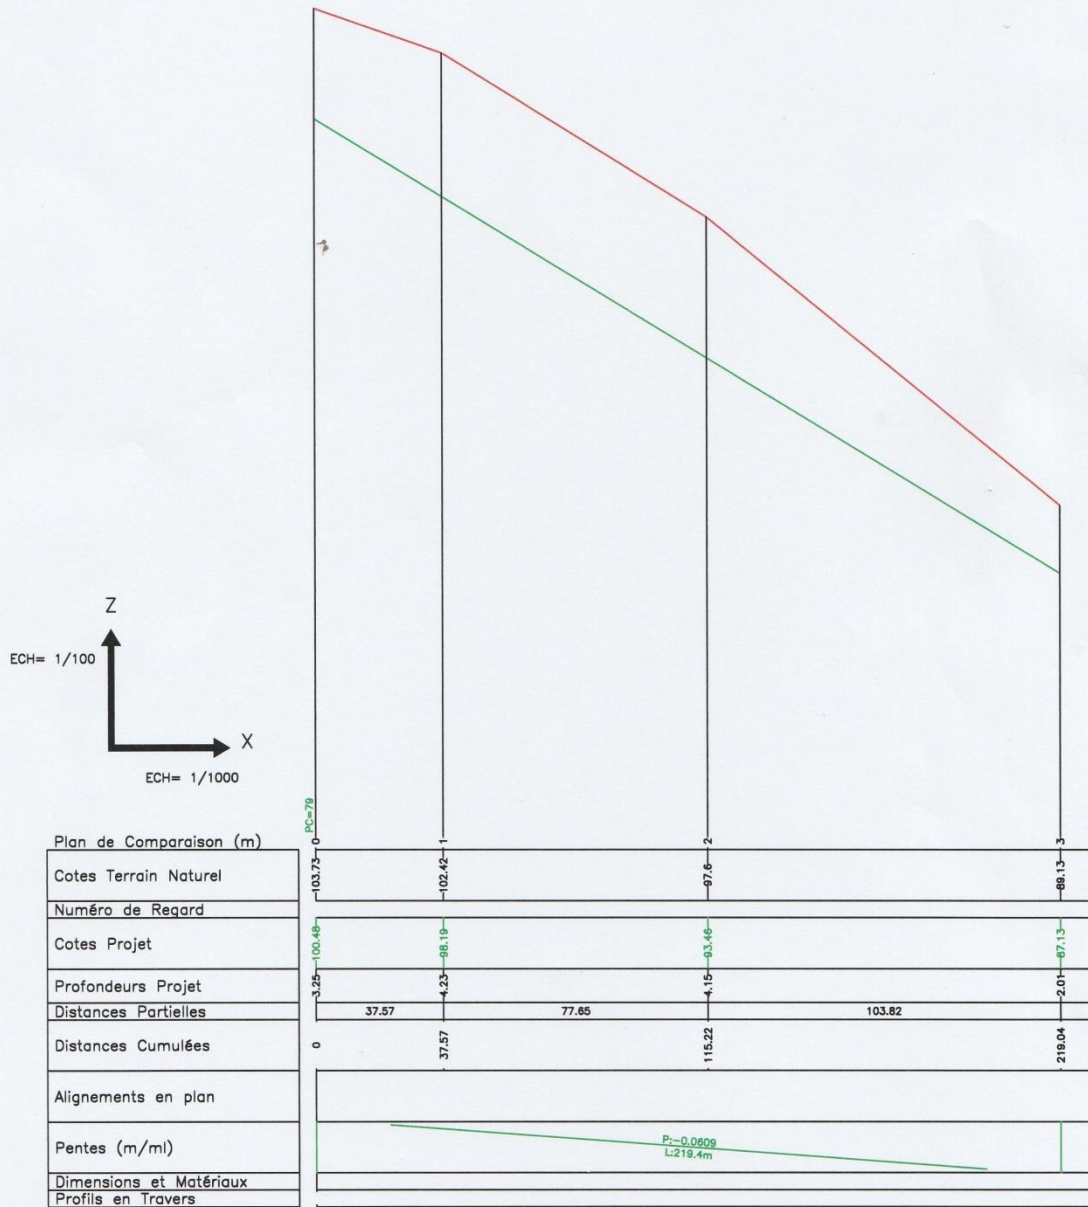 Z
ECH= 1/100
X
ECH= 1/1000
PC=79
Plan de Comparaison (m)
0 1 2 3
Cotes Terrain Naturel
103.73 102.42 97.6 89.13
Numéro de Regard
Cotes Projet
100.48 98.19 93.46 87.13
Profondeurs Projet
3.25 4.23 4.15 2.01
Distances Partielles
37.57 77.65 103.82
Distances Cumulées
0 37.57 115.22 219.04
Alignements en plan
Pentes (m/ml)
P:-0.0609
L:219.4m
Dimensions et Matériaux
Profils en Travers